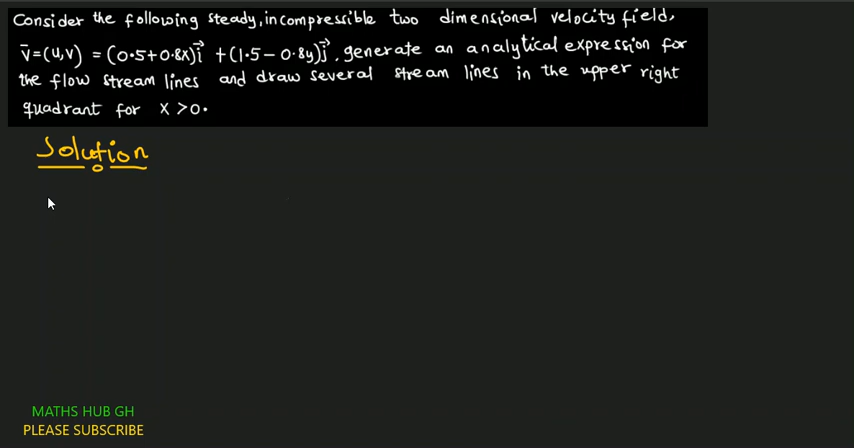 Consider the following steady, incompressible two dimensional velocity field,
V̄=(u,v) = (0.5+0.8x)i⃗ +(1.5-0.8y)j⃗. generate an analytical expression for
the flow stream lines and draw several stream lines in the upper right
quadrant for x >0.
Solution
MATHS HUB GH
PLEASE SUBSCRIBE